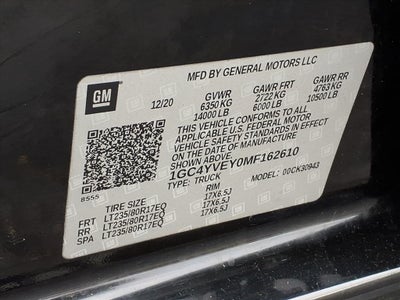 MFD BY GENERAL MOTORS LLC
GM
12/20
GVWR GAWR FRT GAWR RR
6350 KG 2722 KG 4763 KG
14000 LB 6000 LB 10500 LB
THIS VEHICLE CONFORMS TO ALL
APPLICABLE U.S. FEDERAL MOTOR VEHICLE
SAFETY STANDARDS IN EFFECT ON THE
DATE OF MANUFACTURE
SHOWN ABOVE.
1GC4YVEY0MF162610
TYPE: TRUCK 00CK30943
8555
TIRE SIZE RIM
FRT LT235/80R17EQ 17X6.5J
RR LT235/80R17EQ 17X6.5J
SPA LT235/80R17EQ 17X6.5J